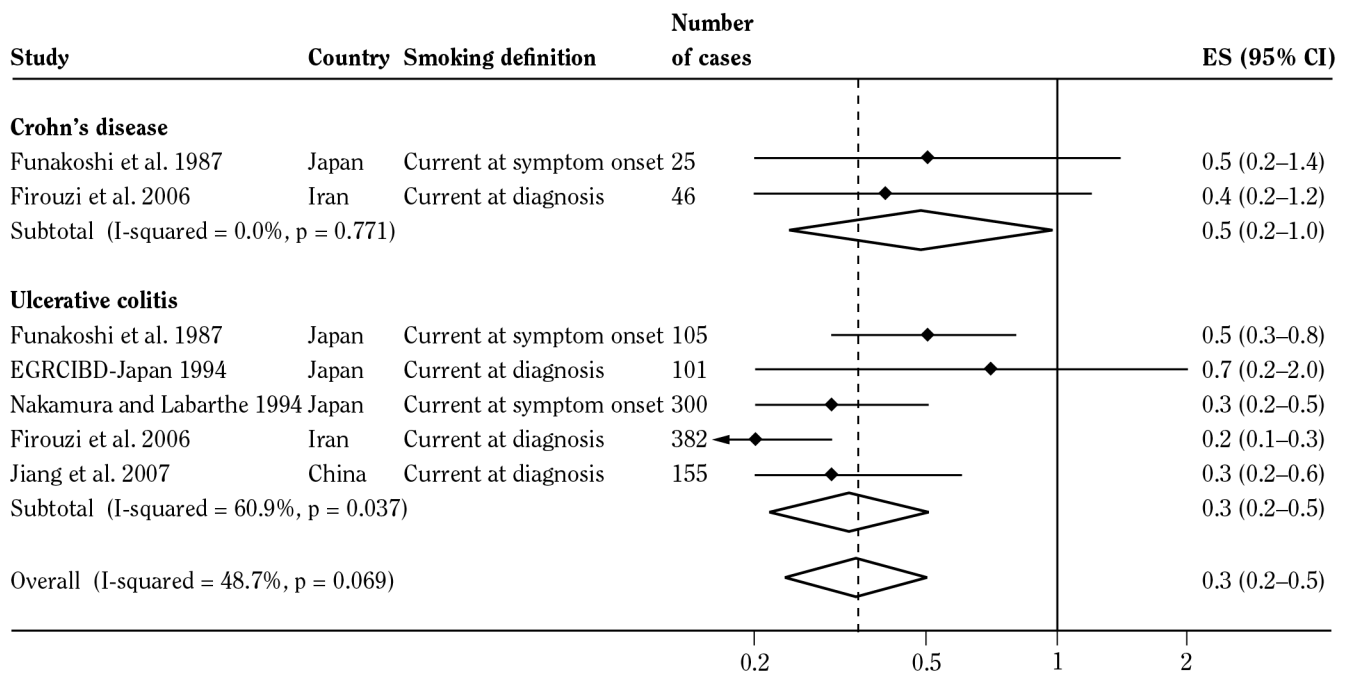 Number
Study Country Smoking definition of cases ES (95% CI)
Crohn’s disease
Funakoshi et al. 1987 Japan Current at symptom onset 25 0.5 (0.2–1.4)
Firouzi et al. 2006 Iran Current at diagnosis 46 0.4 (0.2–1.2)
Subtotal (I-squared = 0.0%, p = 0.771) 0.5 (0.2–1.0)
Ulcerative colitis
Funakoshi et al. 1987 Japan Current at symptom onset 105 0.5 (0.3–0.8)
EGRCIBD-Japan 1994 Japan Current at diagnosis 101 0.7 (0.2–2.0)
Nakamura and Labarthe 1994 Japan Current at symptom onset 300 0.3 (0.2–0.5)
Firouzi et al. 2006 Iran Current at diagnosis 382 0.2 (0.1–0.3)
Jiang et al. 2007 China Current at diagnosis 155 0.3 (0.2–0.6)
Subtotal (I-squared = 60.9%, p = 0.037) 0.3 (0.2–0.5)
Overall (I-squared = 48.7%, p = 0.069) 0.3 (0.2–0.5)
0.2 0.5 1 2